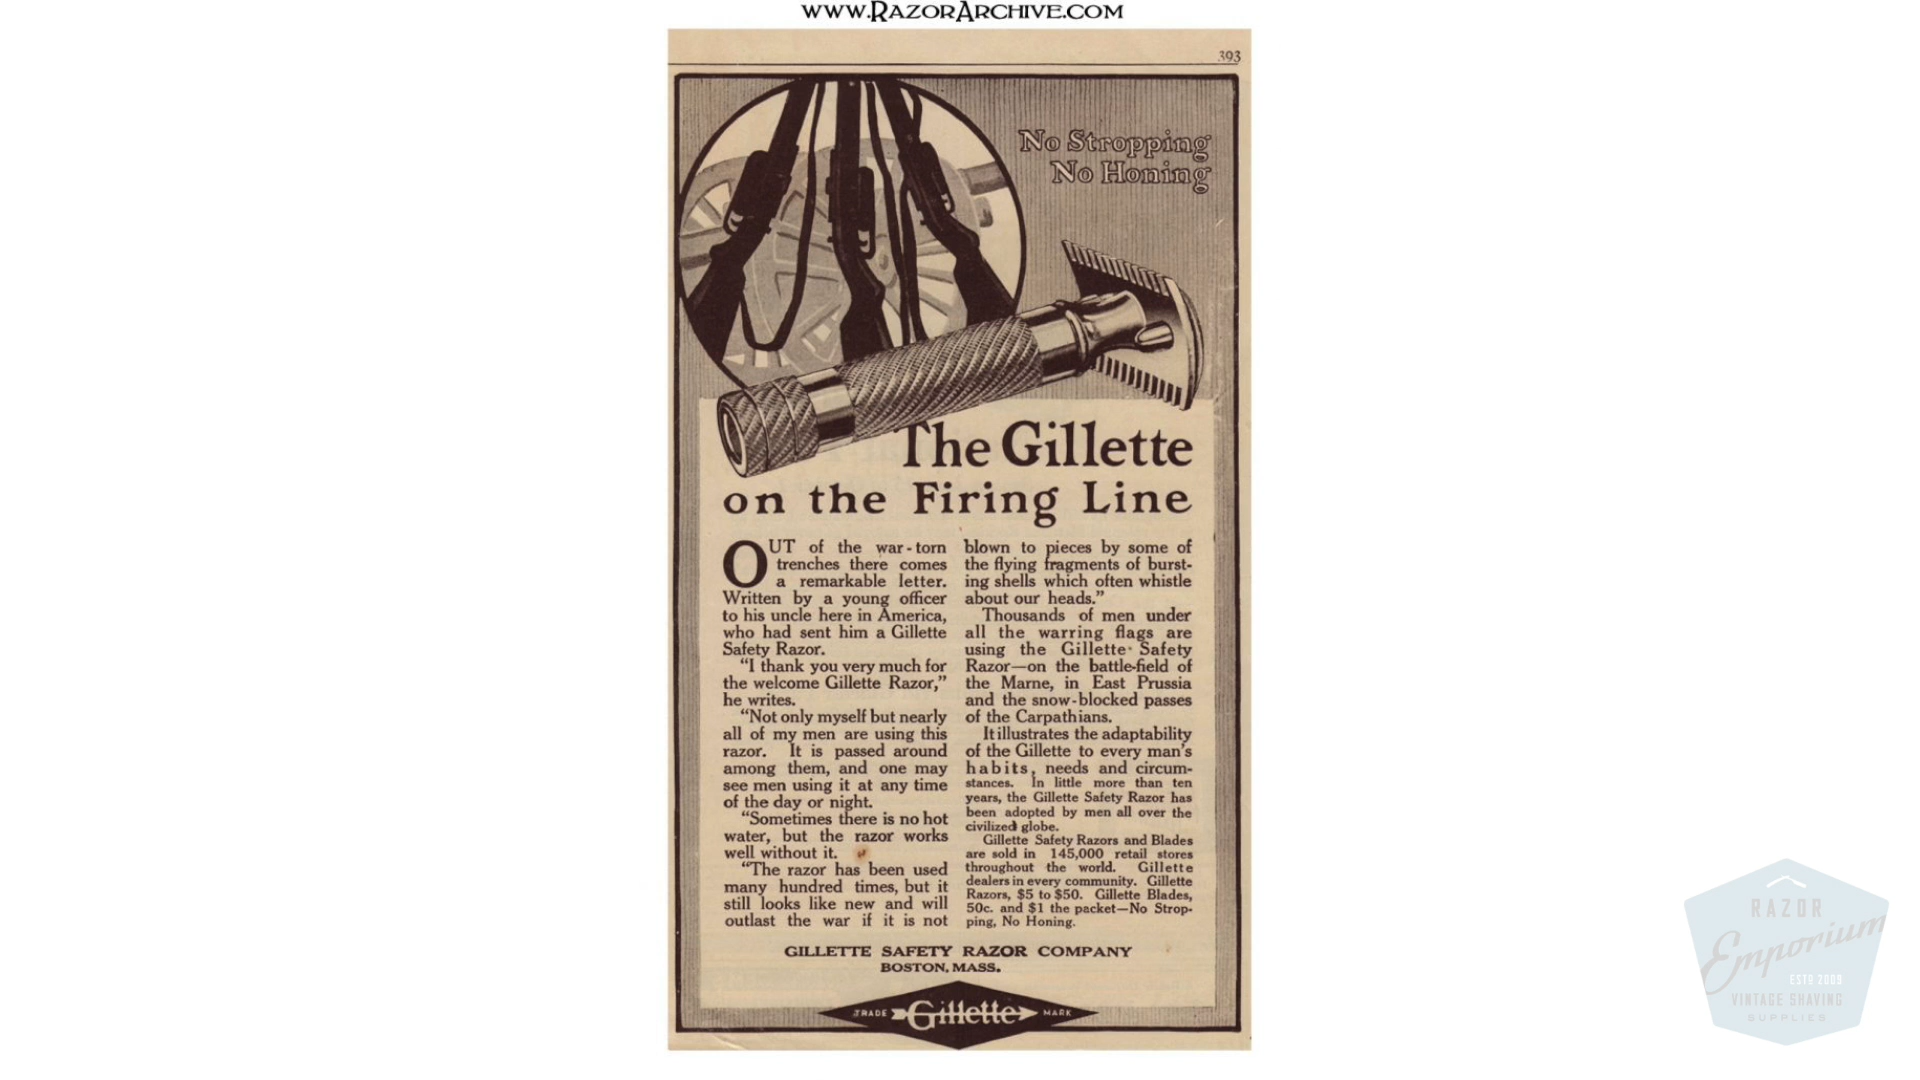 www.RazorArchive.com
393
No Stropping
No Honing
The Gillette
on the Firing Line
OUT of the war-torn
trenches there comes
a remarkable letter.
Written by a young officer
to his uncle here in America,
who had sent him a Gillette
Safety Razor.
"I thank you very much for
the welcome Gillette Razor,"
he writes.
"Not only myself but nearly
all of my men are using this
razor. It is passed around
among them, and one may
see men using it at any time
of the day or night.
"Sometimes there is no hot
water, but the razor works
well without it.
"The razor has been used
many hundred times, but it
still looks like new and will
outlast the war if it is not
blown to pieces by some of
the flying fragments of burst-
ing shells which often whistle
about our heads."
Thousands of men under
all the warring flags are
using the Gillette Safety
Razor—on the battle-field of
the Marne, in East Prussia
and the snow-blocked passes
of the Carpathians.
It illustrates the adaptability
of the Gillette to every man's
habits, needs and circum-
stances. In little more than ten
years, the Gillette Safety Razor has
been adopted by men all over the
civilized globe.
Gillette Safety Razors and Blades
are sold in 145,000 retail stores
throughout the world. Gillette
dealers in every community. Gillette
Razors, $5 to $50. Gillette Blades,
50c. and $1 the packet—No Strop-
ping, No Honing.
GILLETTE SAFETY RAZOR COMPANY
BOSTON, MASS.
TRADE Gillette MARK
RAZOR
Emporium
ESTD 2009
VINTAGE SHAVING
SUPPLIES